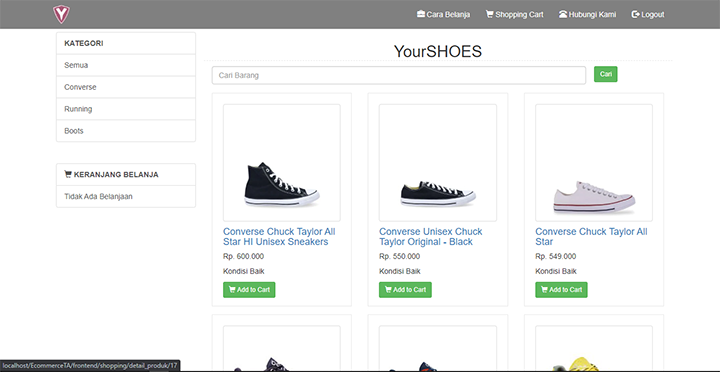 Cara Belanja Shopping Cart Hubungi Kami Logout
KATEGORI
Semua
Converse
Running
Boots
KERANJANG BELANJA
Tidak Ada Belanjaan
YourSHOES
Cari Barang Cari
Converse Chuck Taylor All
Star HI Unisex Sneakers
Rp. 600.000
Kondisi Baik
Add to Cart
Converse Unisex Chuck
Taylor Original - Black
Rp. 550.000
Kondisi Baik
Add to Cart
Converse Chuck Taylor All
Star
Rp. 549.000
Kondisi Baik
Add to Cart
localhost/EcommerceTA/frontend/shopping/detail_produk/17